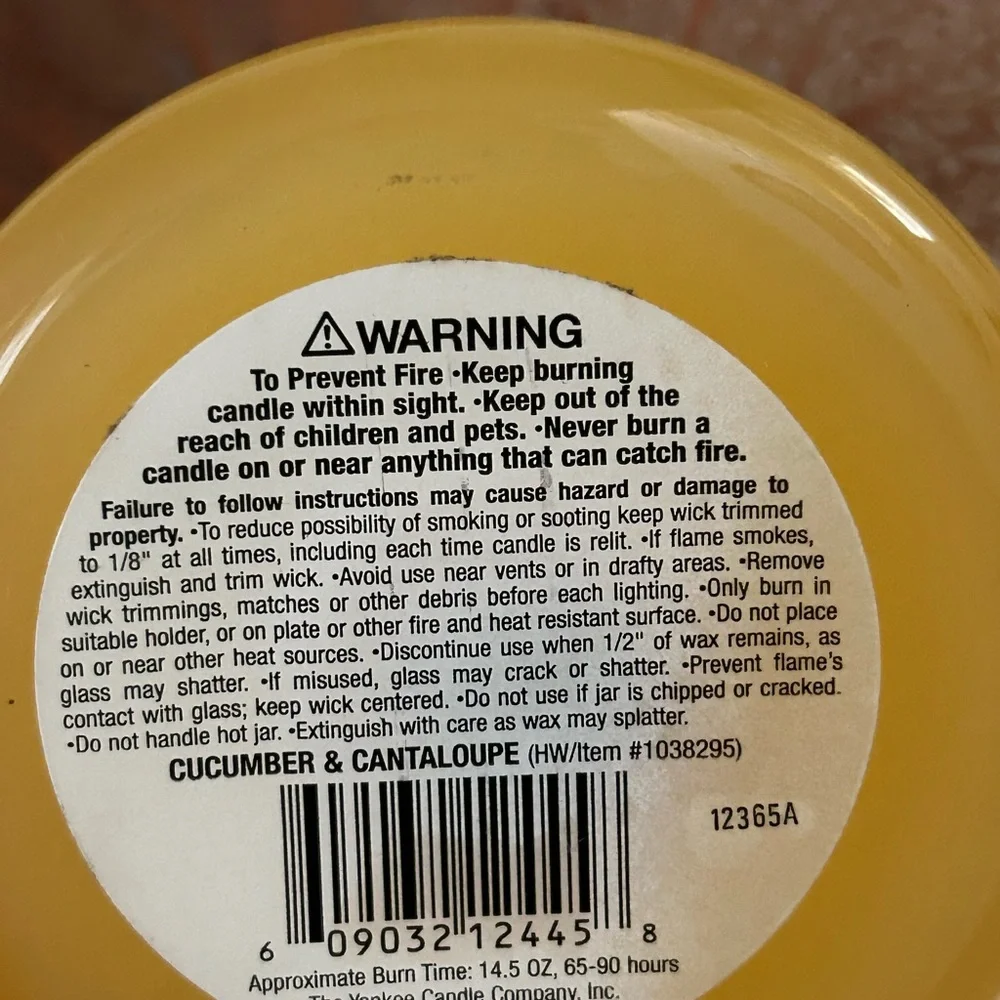 ⚠WARNING
To Prevent Fire •Keep burning
candle within sight. •Keep out of the
reach of children and pets. •Never burn a
candle on or near anything that can catch fire.
Failure to follow instructions may cause hazard or damage to
property. •To reduce possibility of smoking or sooting keep wick trimmed
to 1/8" at all times, including each time candle is relit. •If flame smokes,
extinguish and trim wick. •Avoid use near vents or in drafty areas. •Remove
wick trimmings, matches or other debris before each lighting. •Only burn in
suitable holder, or on plate or other fire and heat resistant surface. •Do not place
on or near other heat sources. •Discontinue use when 1/2" of wax remains, as
glass may shatter. •If misused, glass may crack or shatter. •Prevent flame's
contact with glass; keep wick centered. •Do not use if jar is chipped or cracked.
•Do not handle hot jar. •Extinguish with care as wax may splatter.
CUCUMBER & CANTALOUPE (HW/Item #1038295)
12365A
6 09032 12445 8
Approximate Burn Time: 14.5 OZ, 65-90 hours
The Yankee Candle Company, Inc.